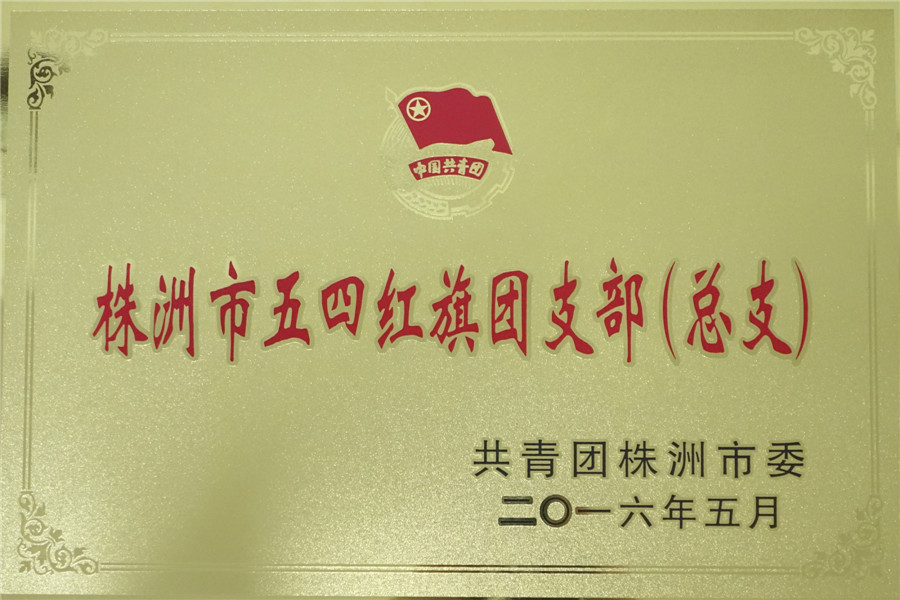 中国共青团
株洲市五四红旗团支部(总支)
共青团株洲市委
二〇一六年五月